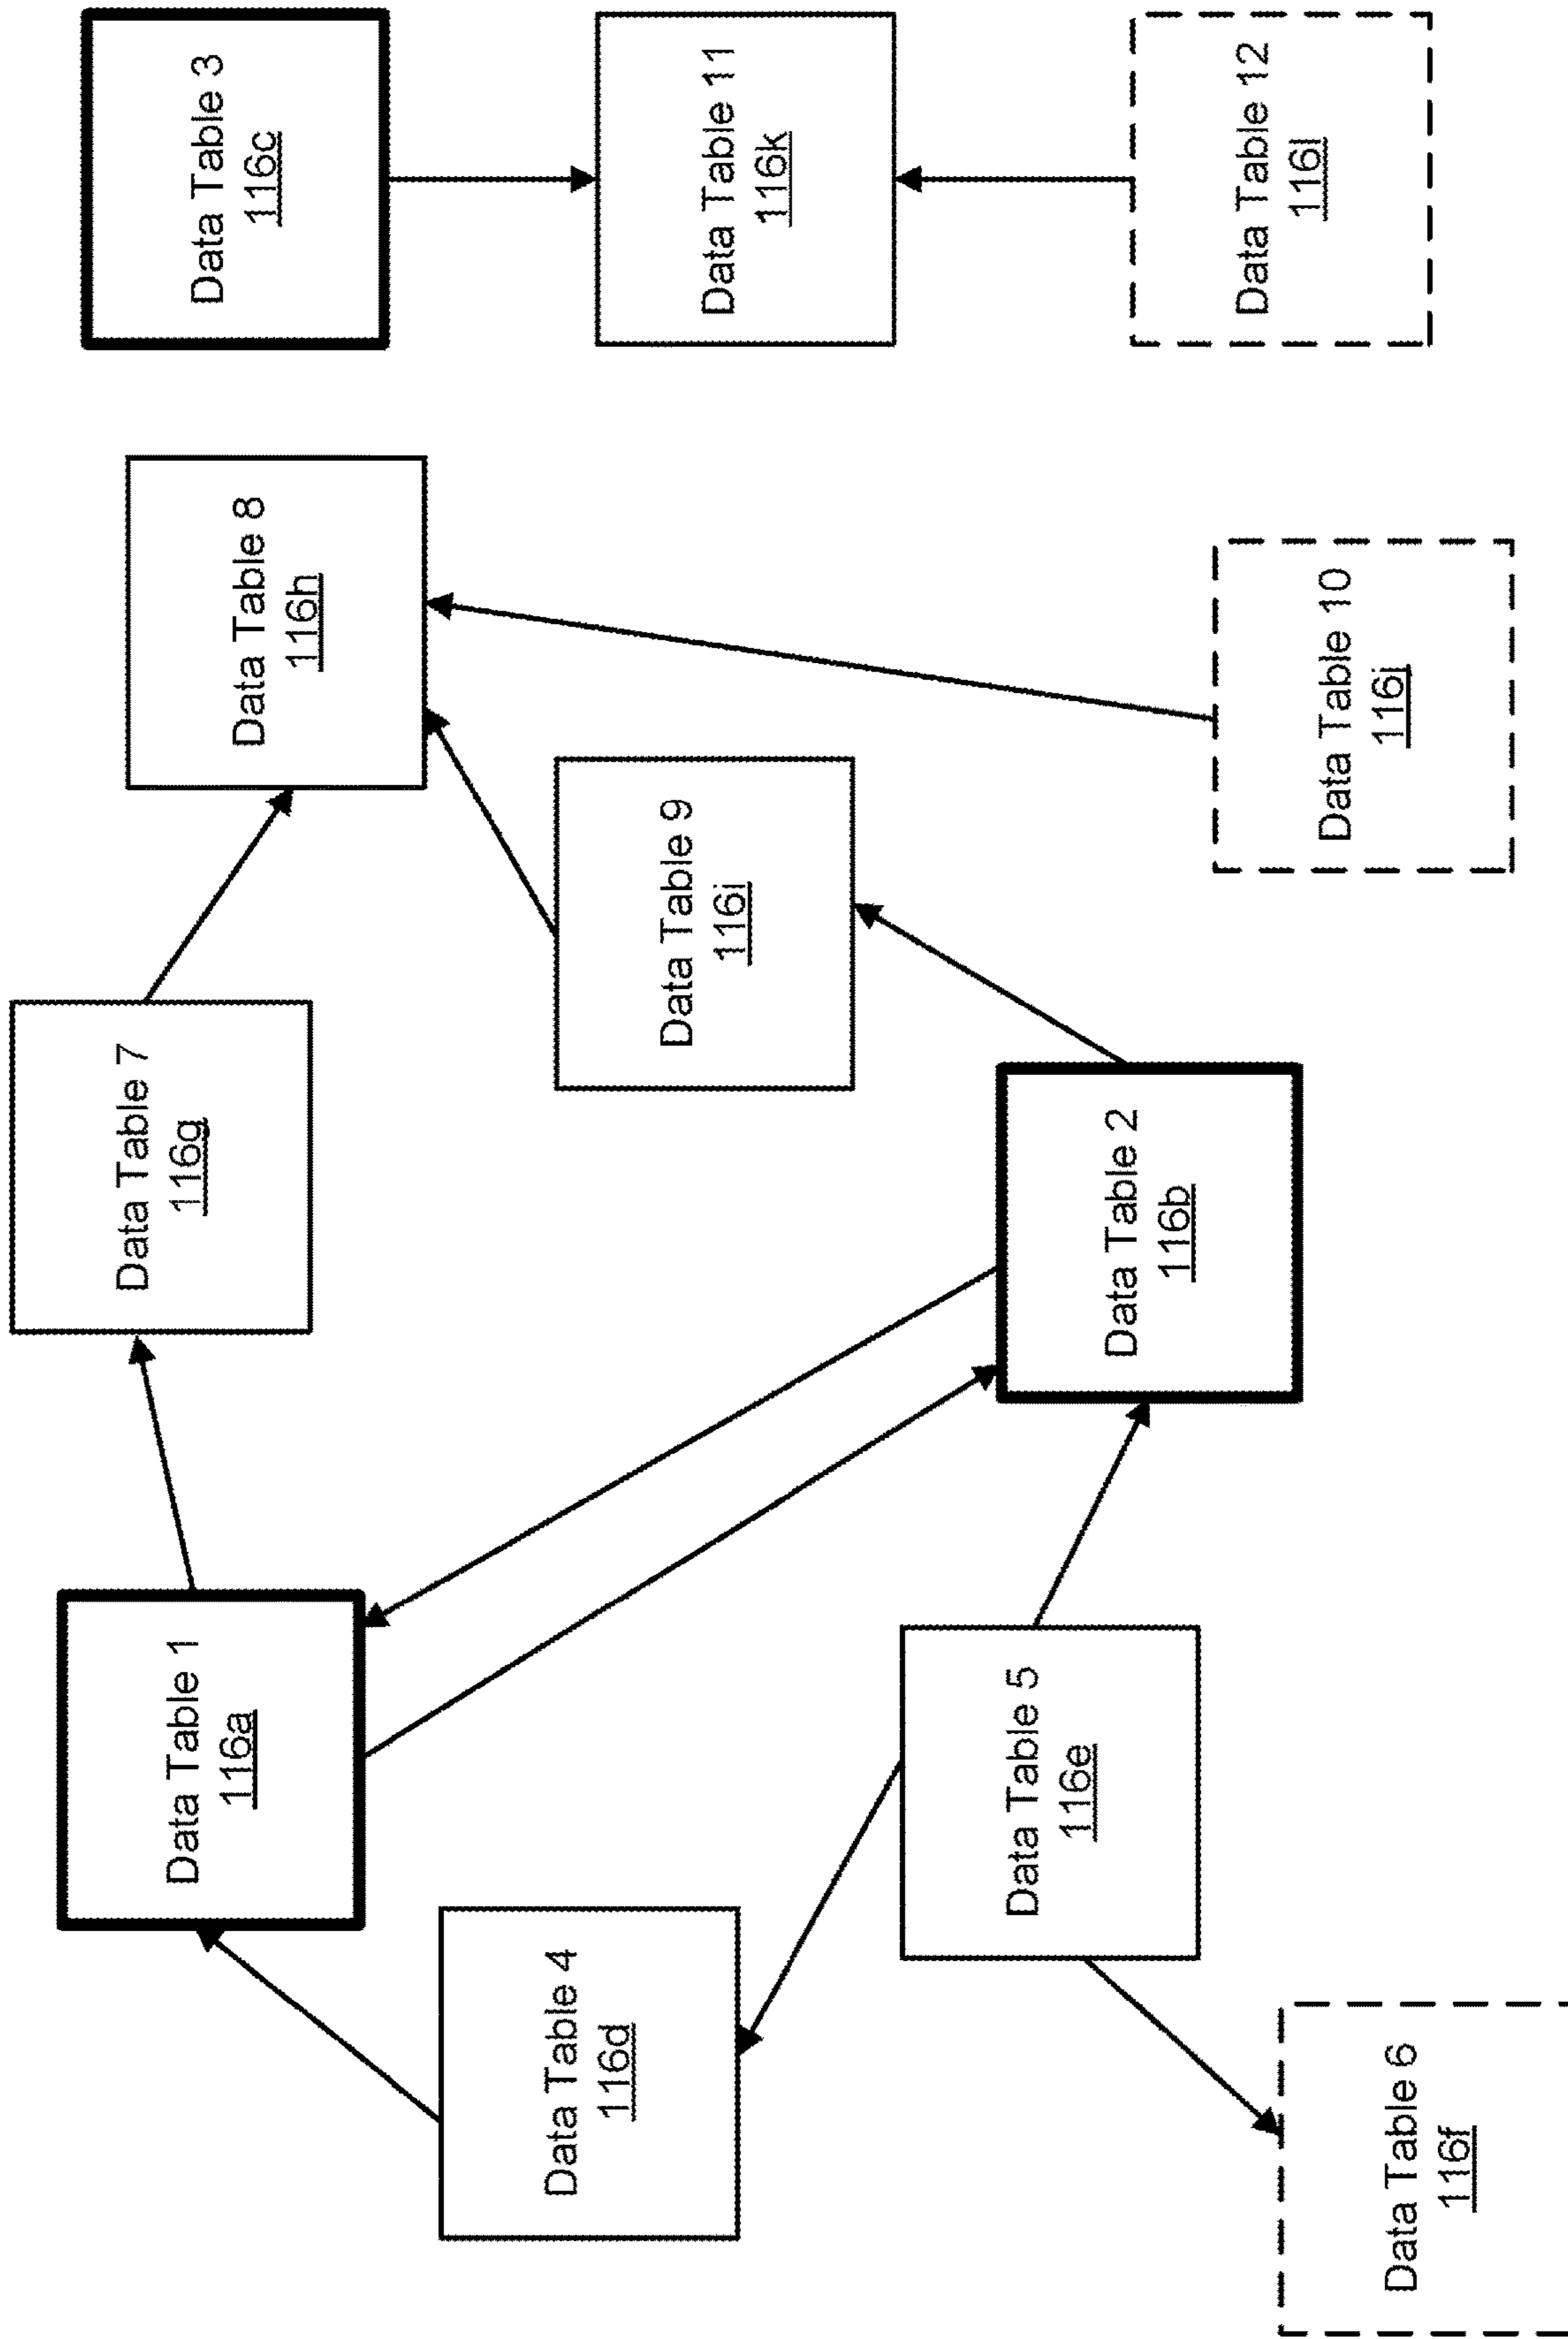 Data Table 1
116a
Data Table 7
116g
Data Table 8
116h
Data Table 3
116c
Data Table 4
116d
Data Table 9
116i
Data Table 11
116k
Data Table 5
116e
Data Table 2
116b
Data Table 6
116f
Data Table 10
116j
Data Table 12
116l